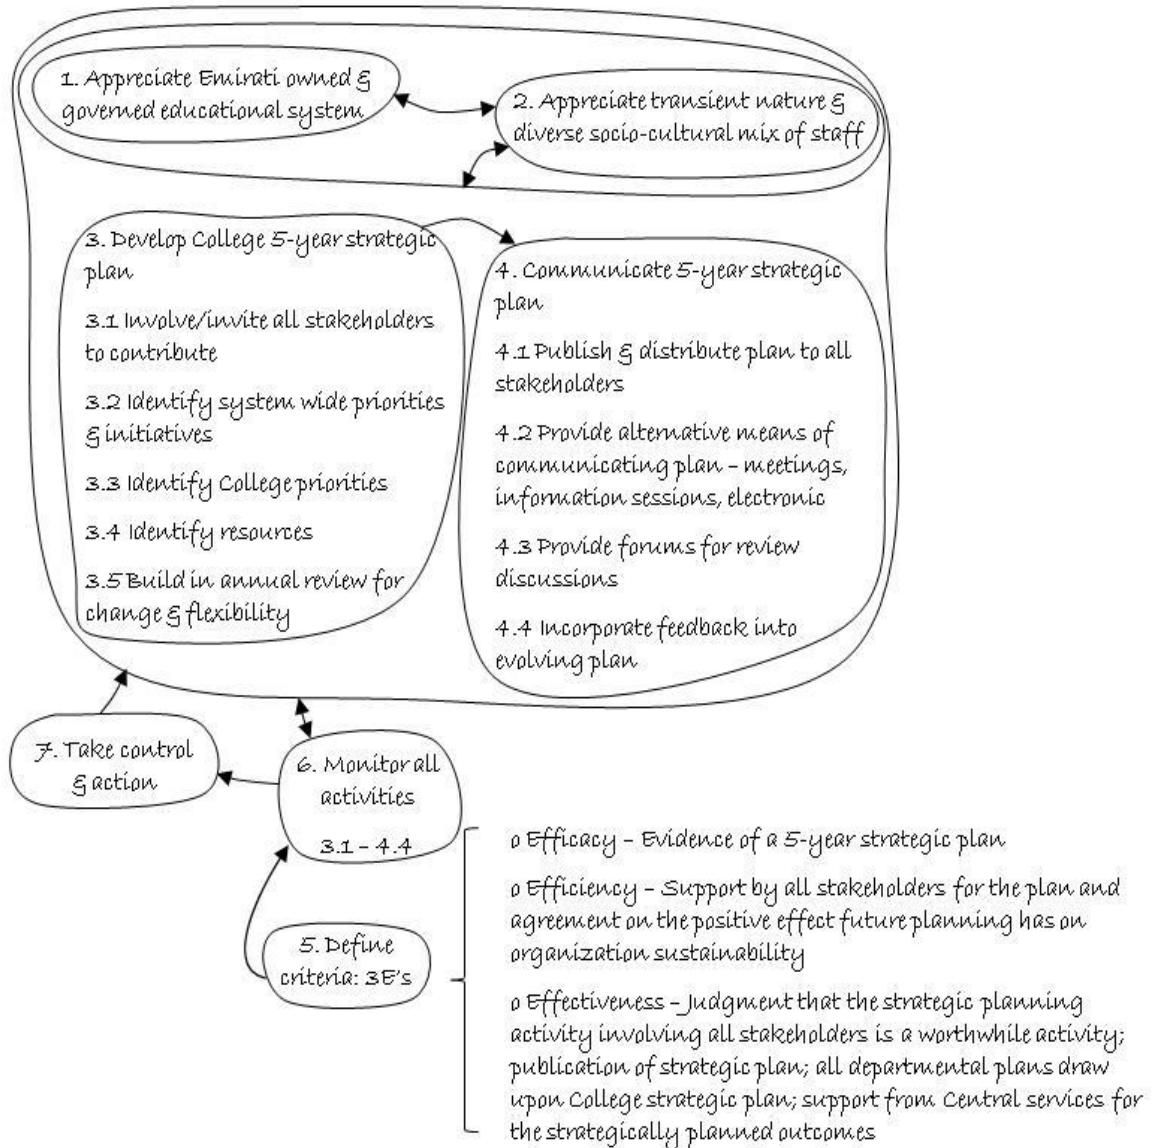 1. Appreciate Emirati owned &
governed educational system
2. Appreciate transient nature &
diverse socio-cultural mix of staff
3. Develop College 5-year strategic
plan
3.1 Involve/invite all stakeholders
to contribute
3.2 Identify system wide priorities
& initiatives
3.3 Identify College priorities
3.4 Identify resources
3.5 Build in annual review for
change & flexibility
4. Communicate 5-year strategic
plan
4.1 Publish & distribute plan to all
stakeholders
4.2 Provide alternative means of
communicating plan – meetings,
information sessions, electronic
4.3 Provide forums for review
discussions
4.4 Incorporate feedback into
evolving plan
7. Take control
& action
6. Monitor all
activities
3.1 – 4.4
5. Define
criteria: 3E's
o Efficacy – Evidence of a 5-year strategic plan
o Efficiency – Support by all stakeholders for the plan and
agreement on the positive effect future planning has on
organization sustainability
o Effectiveness – Judgment that the strategic planning
activity involving all stakeholders is a worthwhile activity;
publication of strategic plan; all departmental plans draw
upon College strategic plan; support from Central services for
the strategically planned outcomes